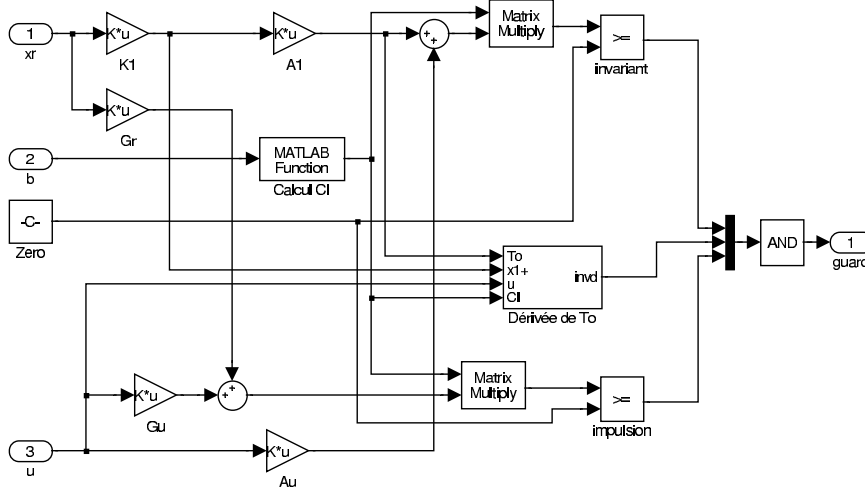 1
xr
K*u
K1
K*u
A1
+
+
Matrix
Multiply
>=
invariant
K*u
Gr
2
b
MATLAB
Function
Calcul CI
-C-
Zero
To
x1+
u
CI
invd
Dérivée de To
AND
1
guard
K*u
Gu
+
+
Matrix
Multiply
>=
impulsion
3
u
K*u
Au